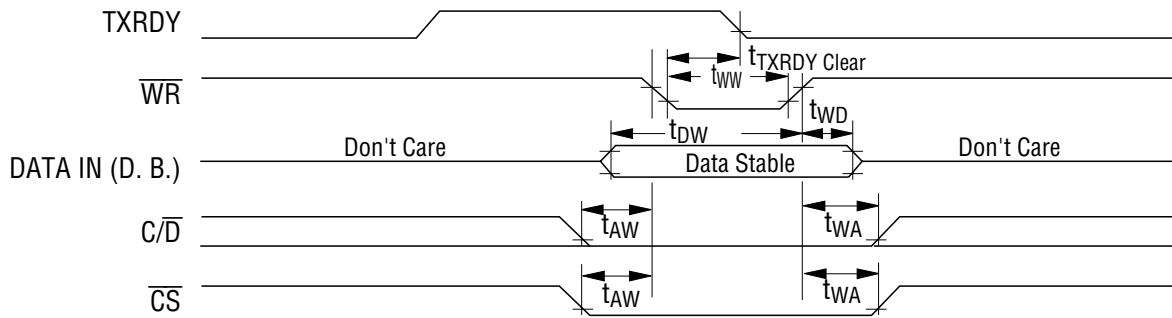 TXRDY
tTXRDY Clear
WR
tWW
tWD
tDW
DATA IN (D. B.)
Don't Care
Data Stable
Don't Care
C/D
tAW
tWA
CS
tAW
tWA